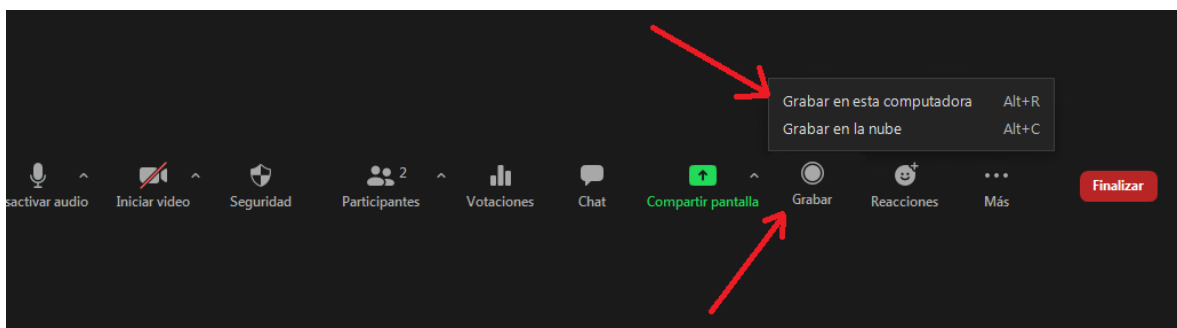 Grabar en esta computadora Alt+R
Grabar en la nube Alt+C
sactivar audio
Iniciar video
Seguridad
2
Participantes
Votaciones
Chat
Compartir pantalla
Grabar
Reacciones
Más
Finalizar